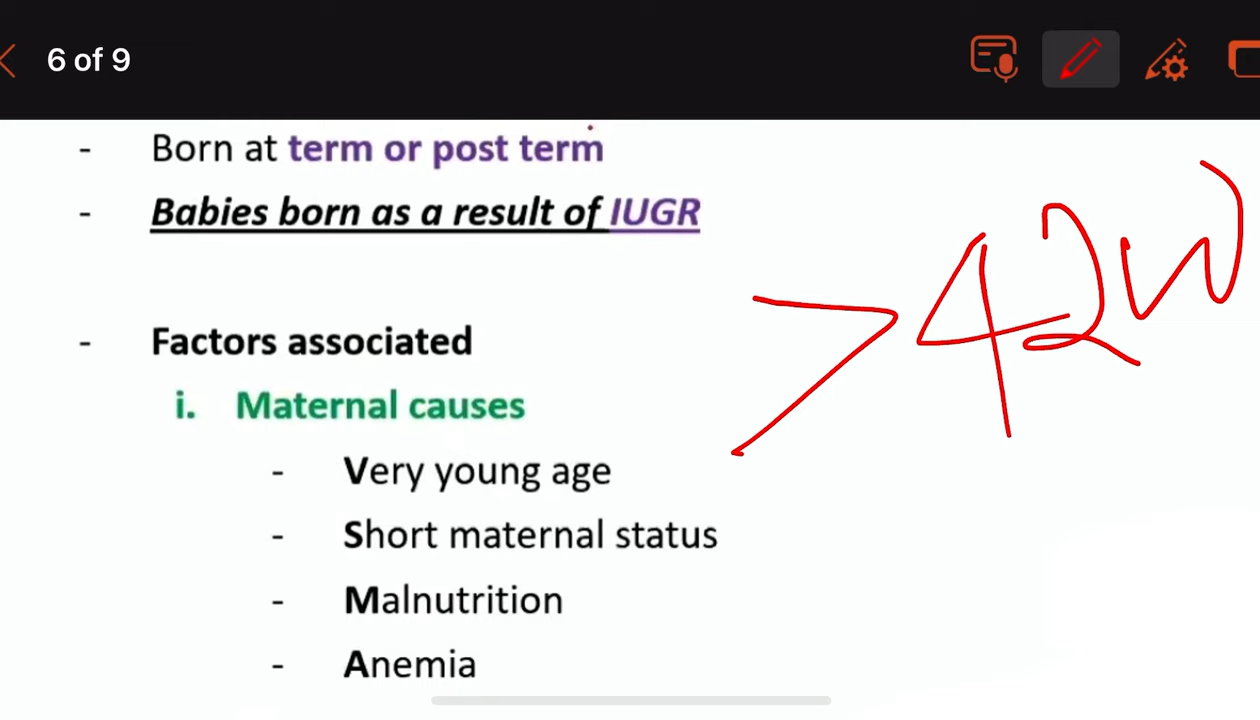 6 of 9
- Born at term or post term
- Babies born as a result of IUGR
>42W
- Factors associated
i. Maternal causes
- Very young age
- Short maternal status
- Malnutrition
- Anemia